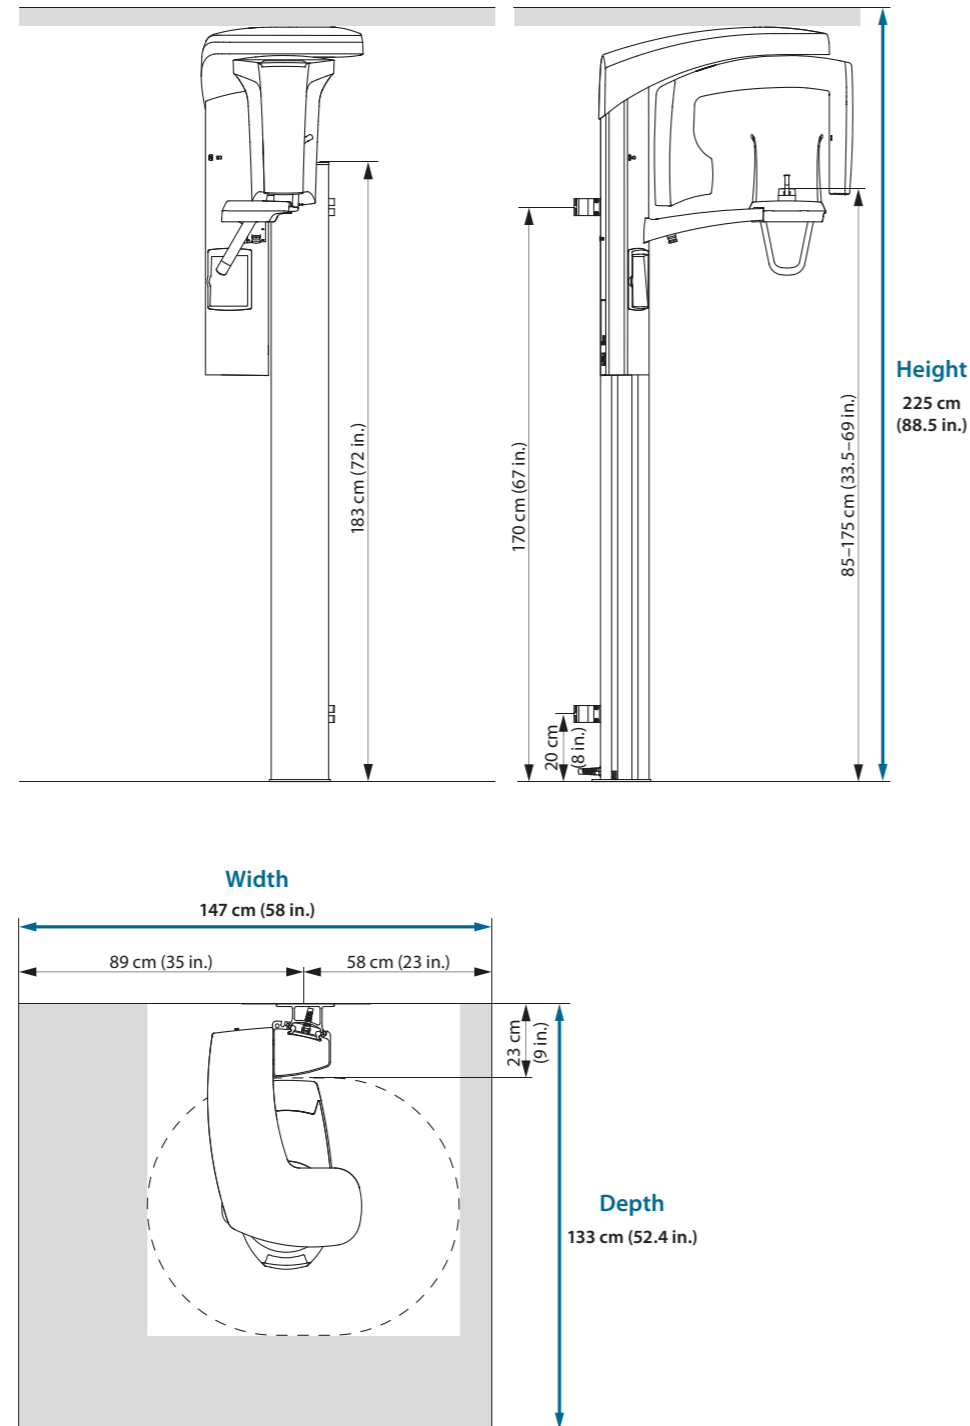 183 cm (72 in.)
170 cm (67 in.)
20 cm
(8 in.)
85–175 cm (33.5–69 in.)
Height
225 cm
(88.5 in.)
Width
147 cm (58 in.)
89 cm (35 in.)
58 cm (23 in.)
23 cm
(9 in.)
Depth
133 cm (52.4 in.)